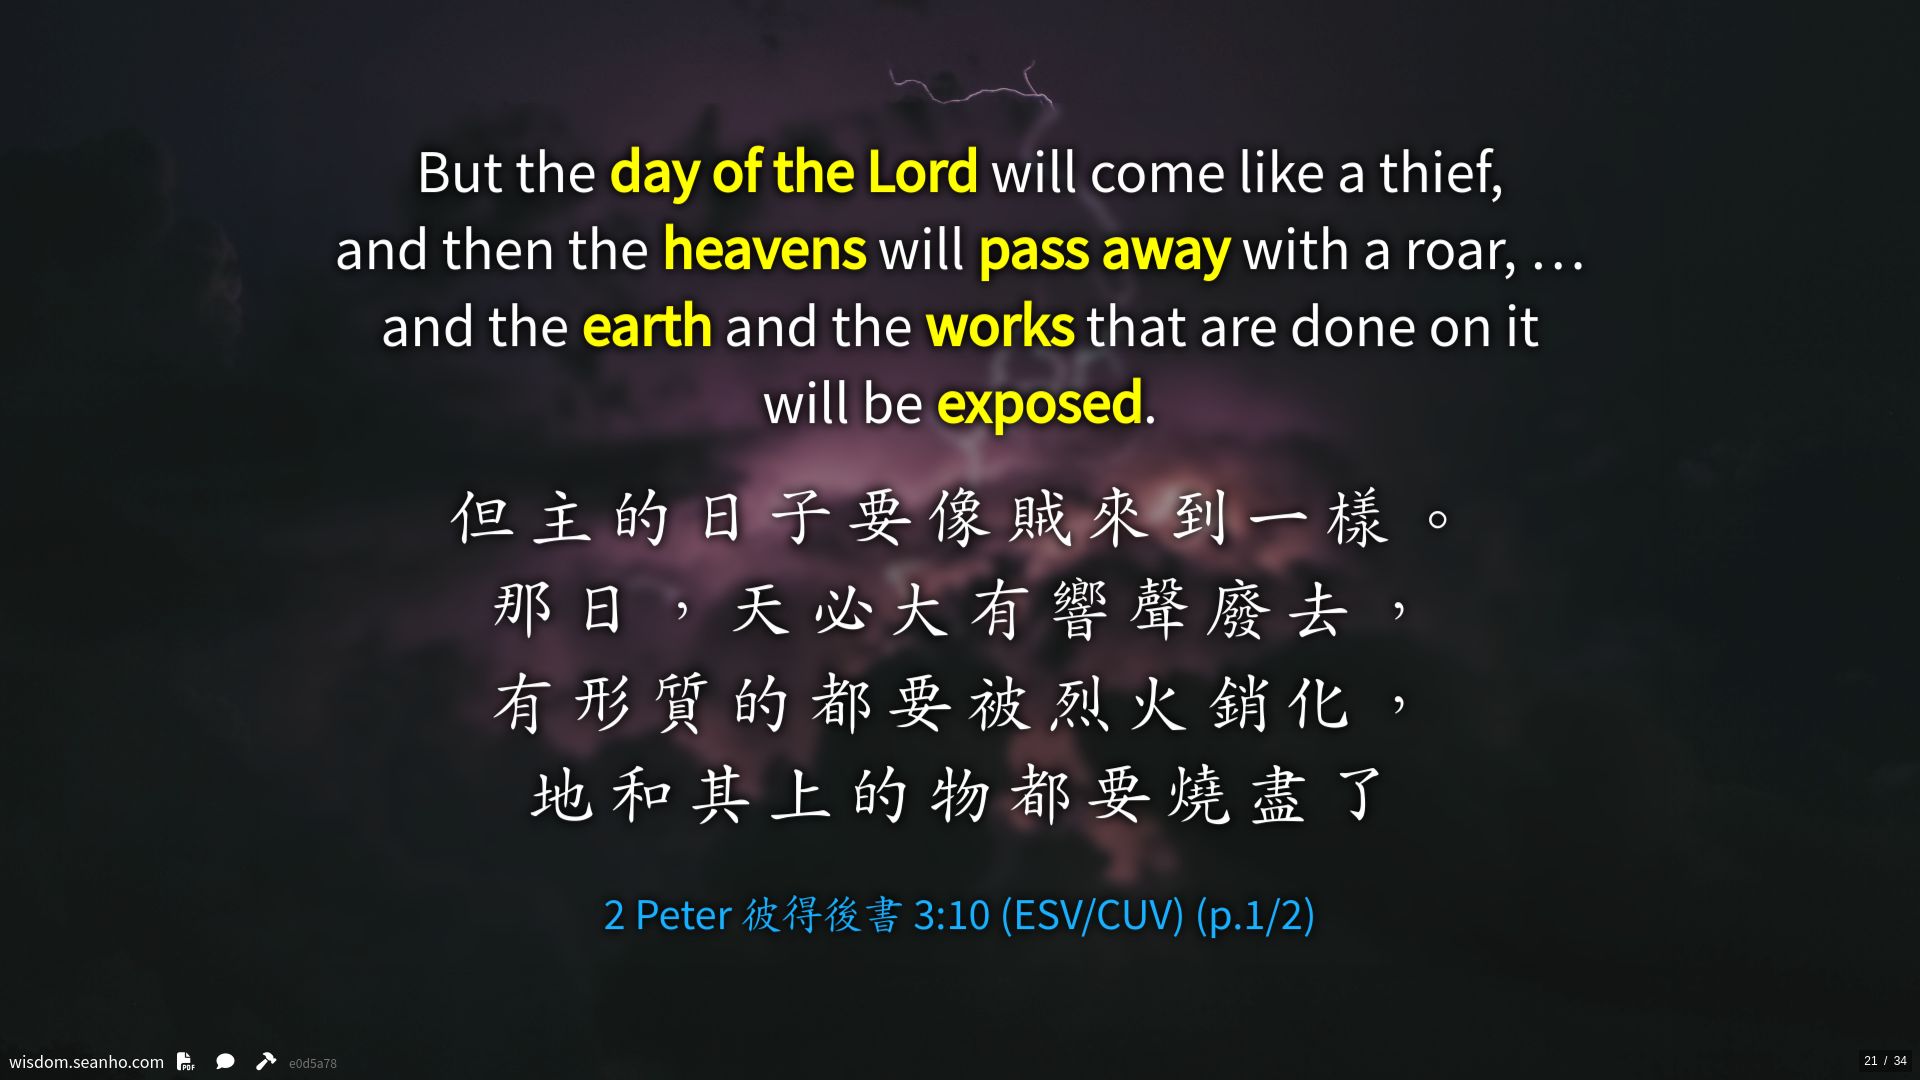 But the day of the Lord will come like a thief,
and then the heavens will pass away with a roar, …
and the earth and the works that are done on it
will be exposed.
但主的日子要像賊來到一樣。
那日，天必大有響聲廢去，
有形質的都要被烈火銷化，
地和其上的物都要燒盡了
2 Peter 彼得後書 3:10 (ESV/CUV) (p.1/2)
wisdom.seanho.com PDF e0d5a78
21 / 34